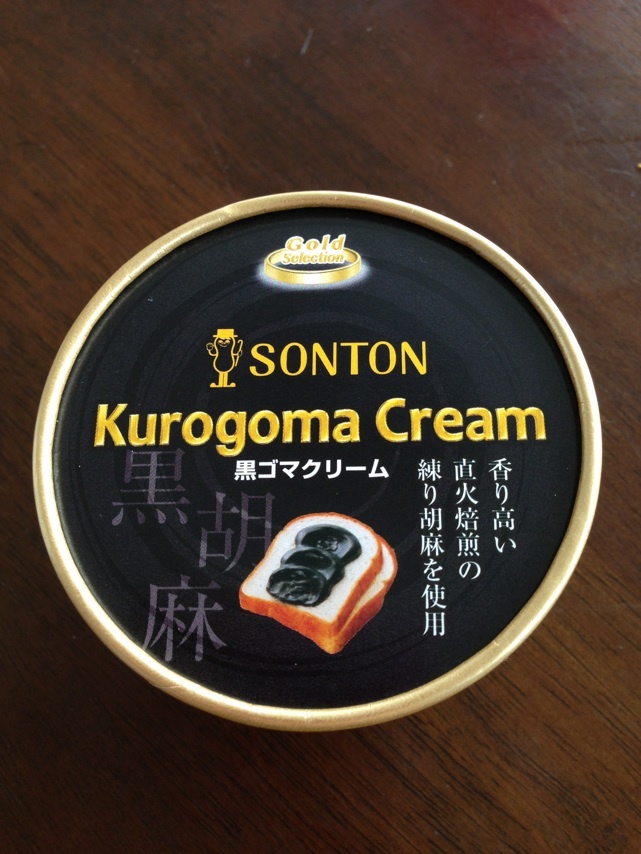 Gold
Selection
SONTON
Kurogoma Cream
黒ゴマクリーム
香り高い
直火焙煎の
練り胡麻を使用
黒胡麻